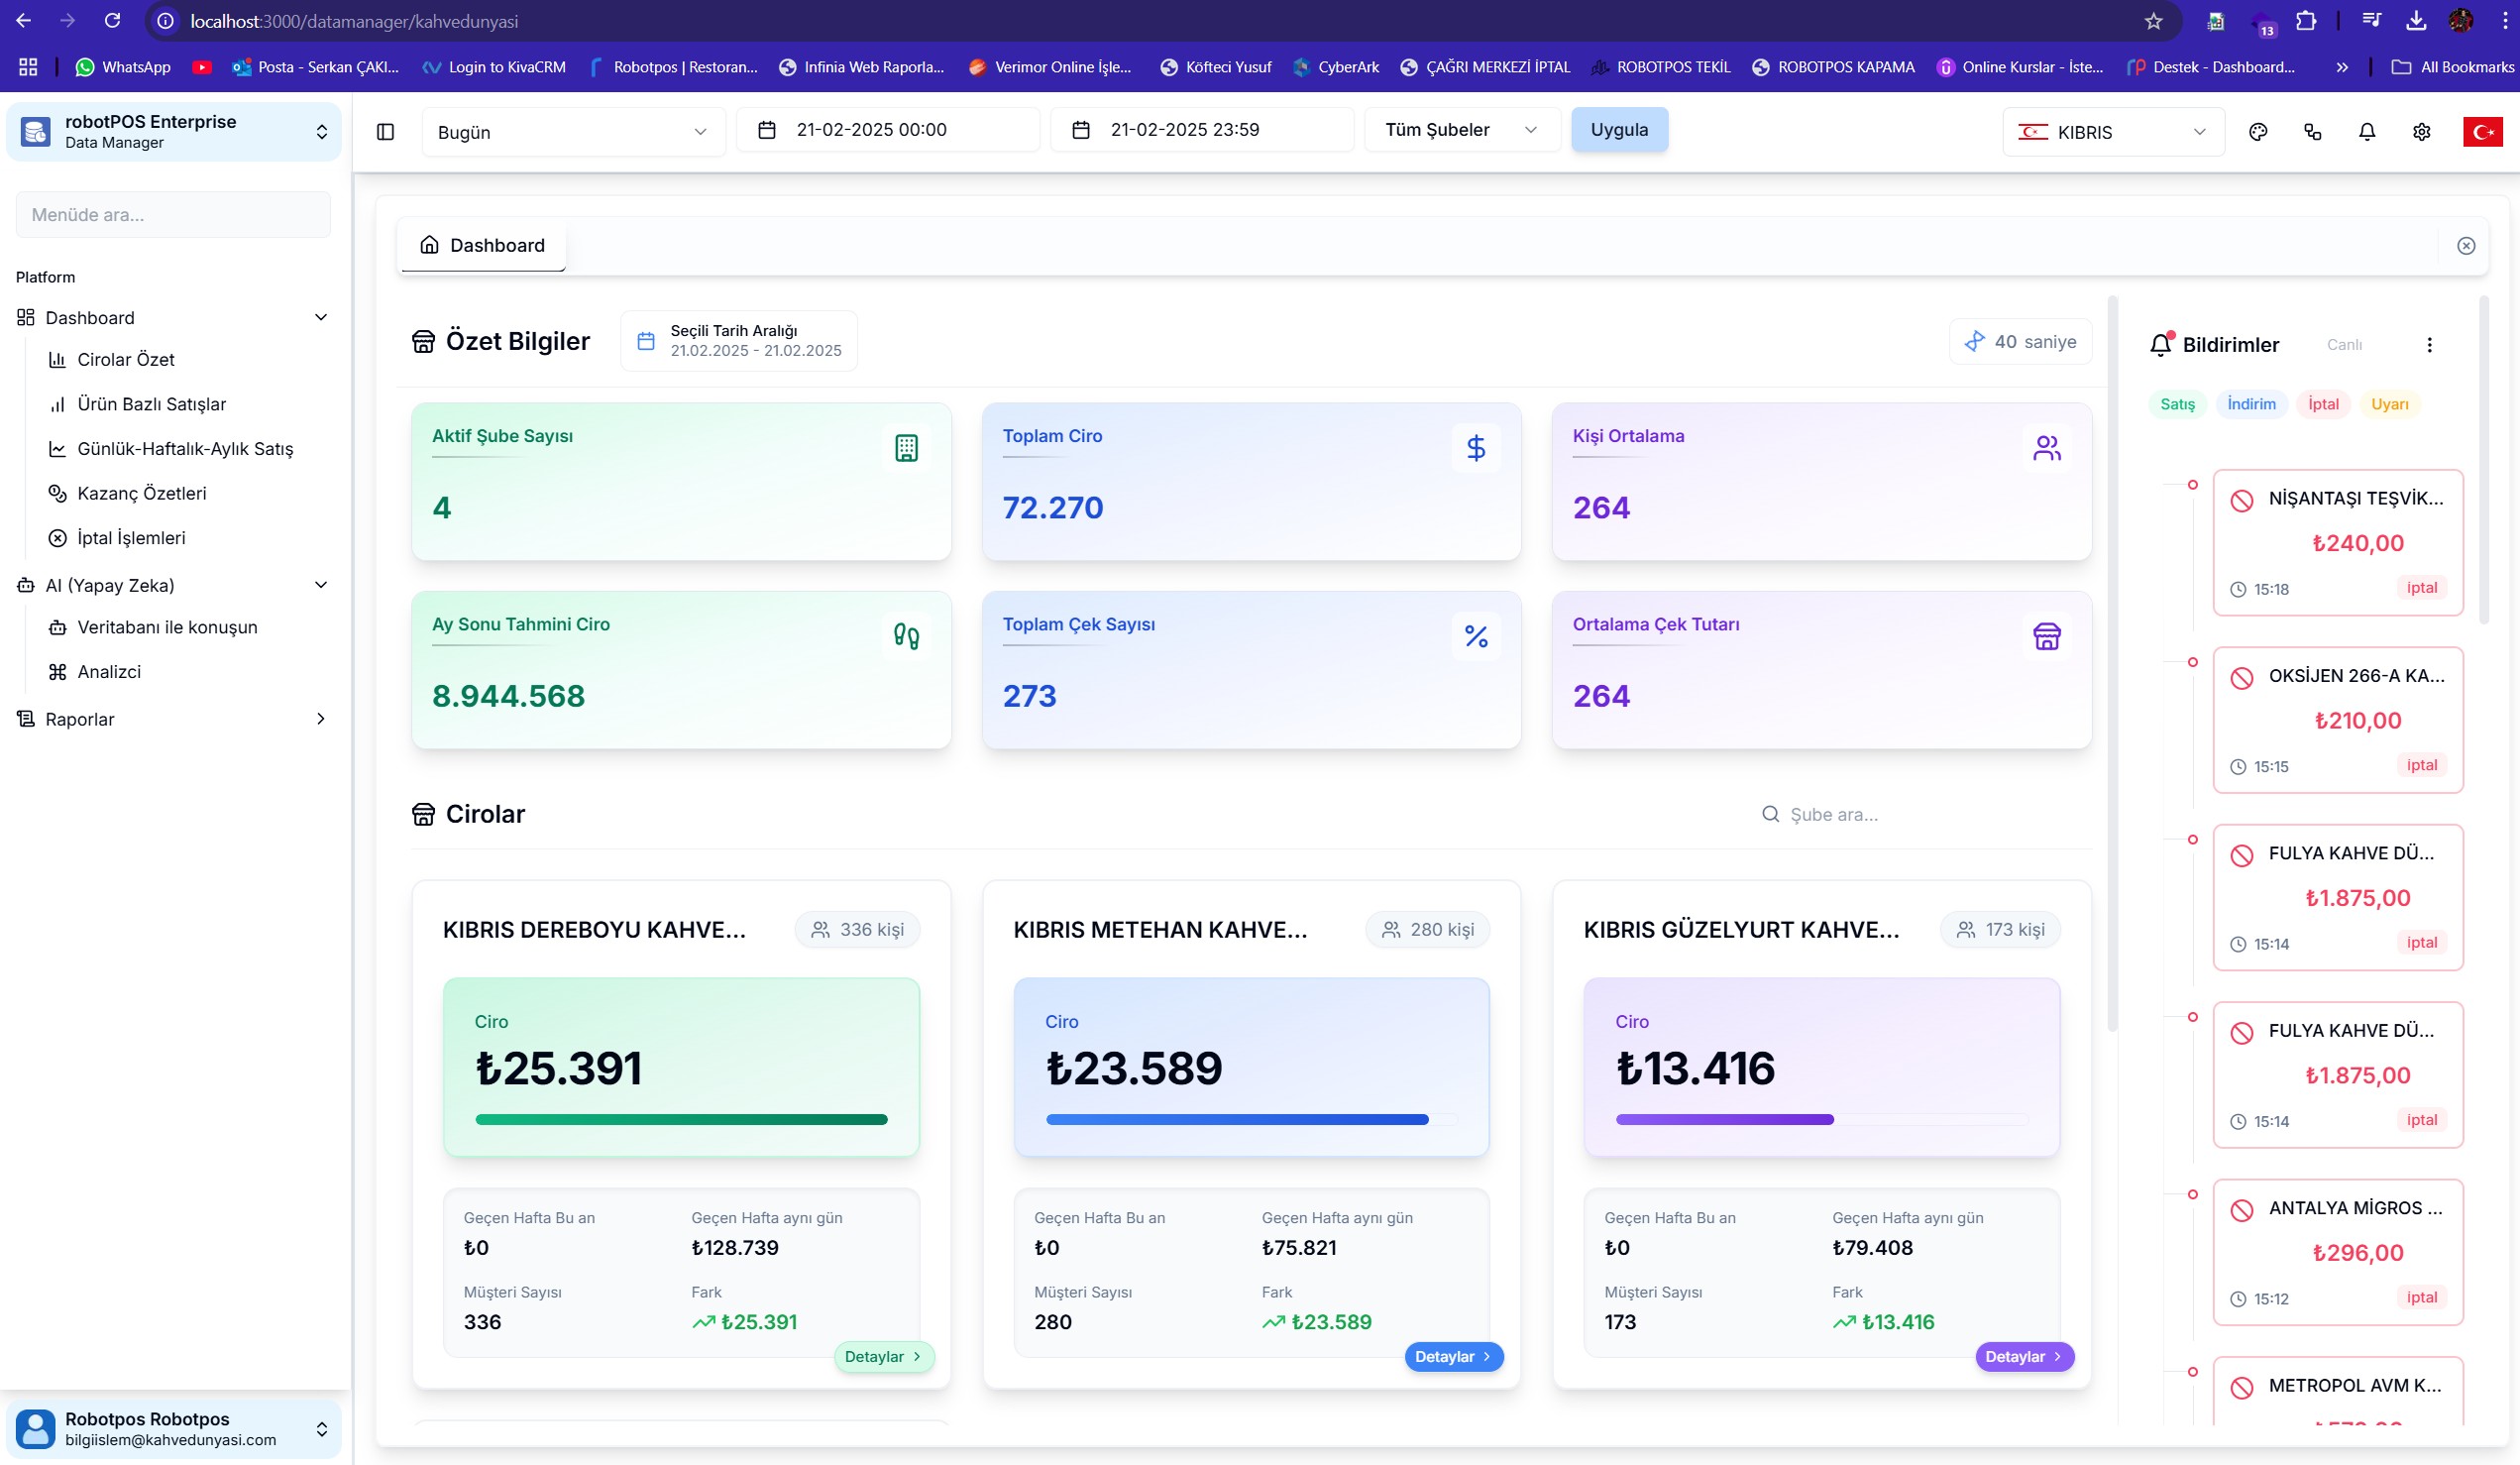 localhost:3000/datamanager/kahvedunyasi
13
WhatsApp
Posta - Serkan ÇAKI...
Login to KivaCRM
Robotpos | Restoran...
Infinia Web Raporla...
Verimor Online İşle...
Köfteci Yusuf
CyberArk
ÇAĞRI MERKEZİ İPTAL
ROBOTPOS TEKİL
ROBOTPOS KAPAMA
Online Kurslar - İste...
Destek - Dashboard...
All Bookmarks
robotPOS Enterprise
Data Manager
Menüde ara...
Platform
Dashboard
Cirolar Özet
Ürün Bazlı Satışlar
Günlük-Haftalık-Aylık Satış
Kazanç Özetleri
İptal İşlemleri
AI (Yapay Zeka)
Veritabanı ile konuşun
Analizci
Raporlar
Robotpos Robotpos
bilgiislem@kahvedunyasi.com
Bugün
21-02-2025 00:00
21-02-2025 23:59
Tüm Şubeler
Uygula
KIBRIS
Dashboard
Özet Bilgiler
Seçili Tarih Aralığı
21.02.2025 - 21.02.2025
40 saniye
Aktif Şube Sayısı
4
Toplam Ciro
72.270
Kişi Ortalama
264
Ay Sonu Tahmini Ciro
8.944.568
Toplam Çek Sayısı
273
Ortalama Çek Tutarı
264
Cirolar
Şube ara...
KIBRIS DEREBOYU KAHVE...
336 kişi
Ciro
₺25.391
Geçen Hafta Bu an
Geçen Hafta aynı gün
₺0
₺128.739
Müşteri Sayısı
Fark
336
₺25.391
Detaylar
KIBRIS METEHAN KAHVE...
280 kişi
Ciro
₺23.589
Geçen Hafta Bu an
Geçen Hafta aynı gün
₺0
₺75.821
Müşteri Sayısı
Fark
280
₺23.589
Detaylar
KIBRIS GÜZELYURT KAHVE...
173 kişi
Ciro
₺13.416
Geçen Hafta Bu an
Geçen Hafta aynı gün
₺0
₺79.408
Müşteri Sayısı
Fark
173
₺13.416
Detaylar
Bildirimler
Canlı
Satış
İndirim
İptal
Uyarı
NİŞANTAŞI TEŞVİK...
₺240,00
15:18
iptal
OKSİJEN 266-A KA...
₺210,00
15:15
iptal
FULYA KAHVE DÜ...
₺1.875,00
15:14
iptal
FULYA KAHVE DÜ...
₺1.875,00
15:14
iptal
ANTALYA MİGROS ...
₺296,00
15:12
iptal
METROPOL AVM K...